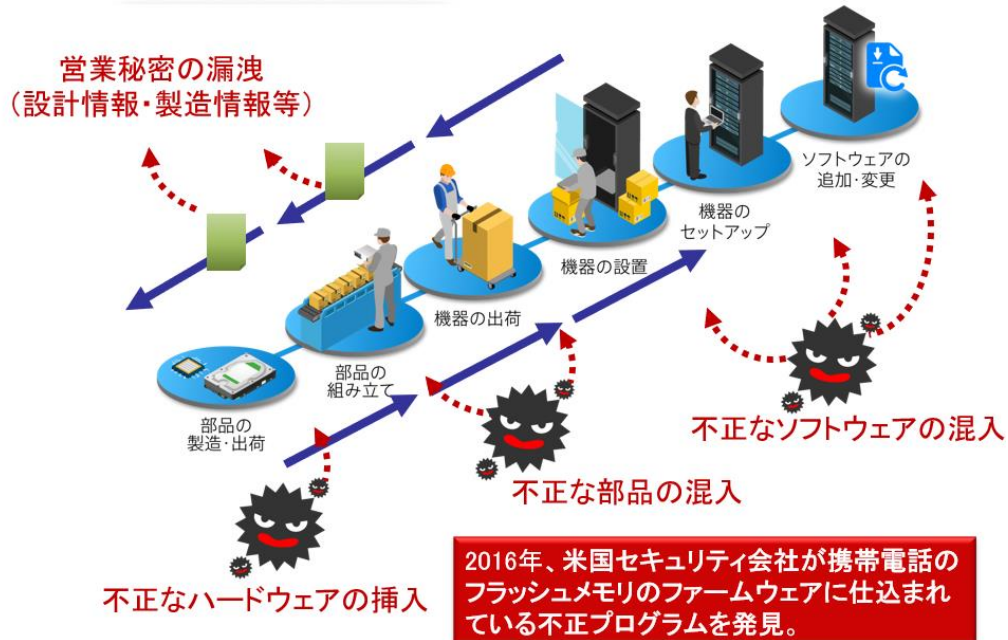 営業秘密の漏洩
（設計情報・製造情報等）
ソフトウェアの
追加・変更
機器の
セットアップ
機器の設置
機器の出荷
部品の
組み立て
部品の
製造・出荷
不正なソフトウェアの混入
不正な部品の混入
不正なハードウェアの挿入
2016年、米国セキュリティ会社が携帯電話の
フラッシュメモリのファームウェアに仕込まれ
ている不正プログラムを発見。